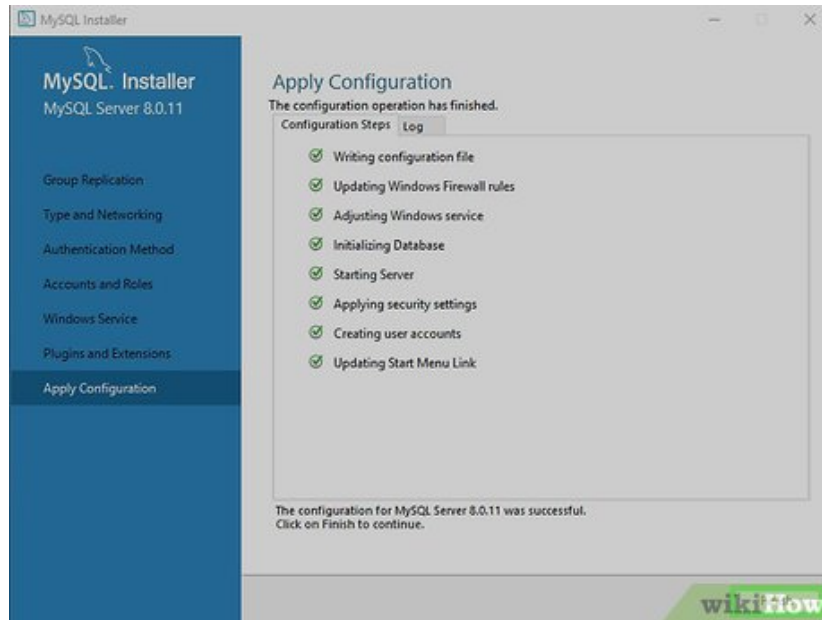 MySQL Installer
MySQL. Installer
MySQL Server 8.0.11
Group Replication
Type and Networking
Authentication Method
Accounts and Roles
Windows Service
Plugins and Extensions
Apply Configuration
Apply Configuration
The configuration operation has finished.
Configuration Steps Log
Writing configuration file
Updating Windows Firewall rules
Adjusting Windows service
Initializing Database
Starting Server
Applying security settings
Creating user accounts
Updating Start Menu Link
The configuration for MySQL Server 8.0.11 was successful.
Click on Finish to continue.
wikiHow